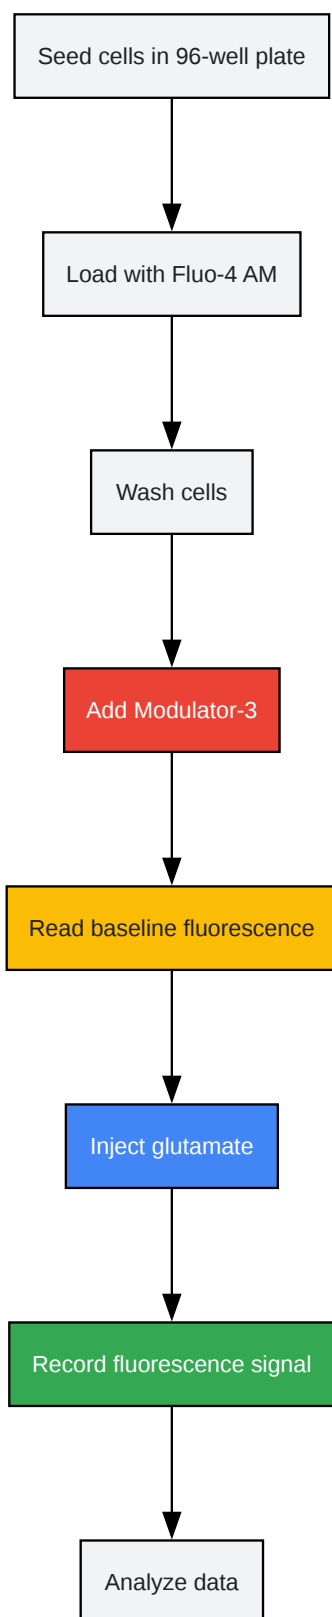 Seed cells in 96-well plate
Load with Fluo-4 AM
Wash cells
Add Modulator-3
Read baseline fluorescence
Inject glutamate
Record fluorescence signal
Analyze data